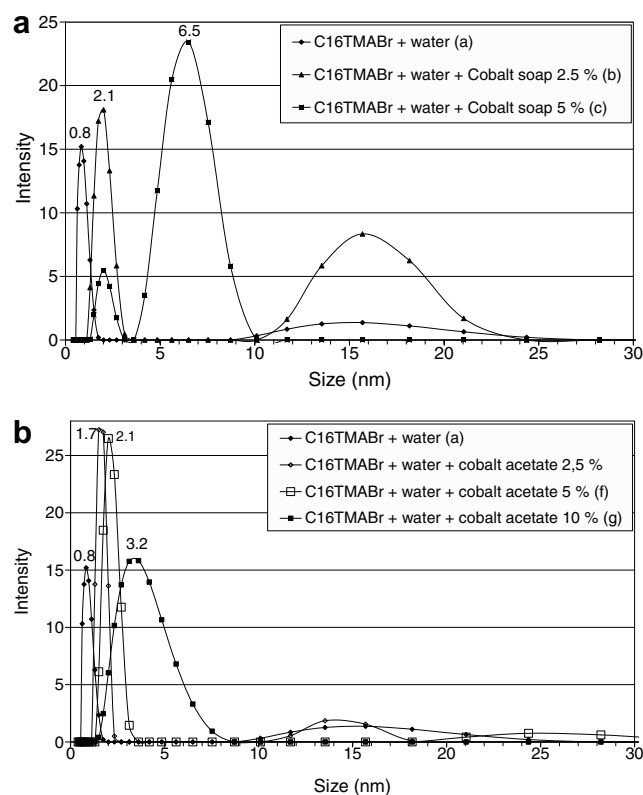 a
25
20
15
10
5
0
Intensity
6.5
2.1
0.8
C16TMABr + water (a)
C16TMABr + water + Cobalt soap 2.5 % (b)
C16TMABr + water + Cobalt soap 5 % (c)
0 5 10 15 20 25 30
Size (nm)
b
25
20
15
10
5
0
Intensity
1.7
2.1
0.8
3.2
C16TMABr + water (a)
C16TMABr + water + cobalt acetate 2,5 %
C16TMABr + water + cobalt acetate 5 % (f)
C16TMABr + water + cobalt acetate 10 % (g)
0 5 10 15 20 25 30
Size (nm)